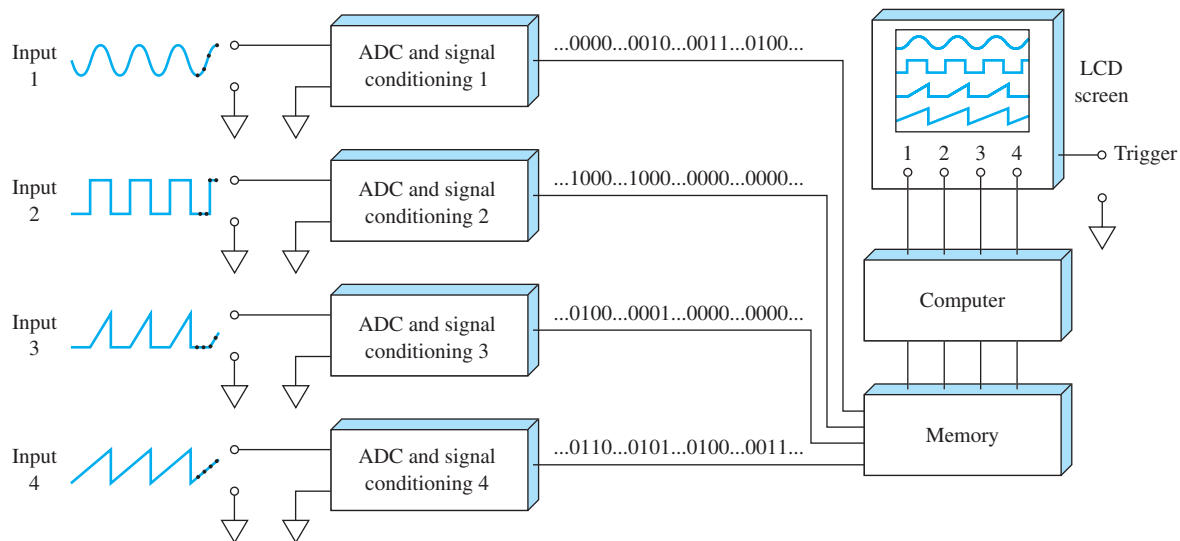 Input
1
ADC and signal
conditioning 1
...0000...0010...0011...0100...
Input
2
ADC and signal
conditioning 2
...1000...1000...0000...0000...
Input
3
ADC and signal
conditioning 3
...0100...0001...0000...0000...
Input
4
ADC and signal
conditioning 4
...0110...0101...0100...0011...
LCD
screen
1 2 3 4
Trigger
Computer
Memory